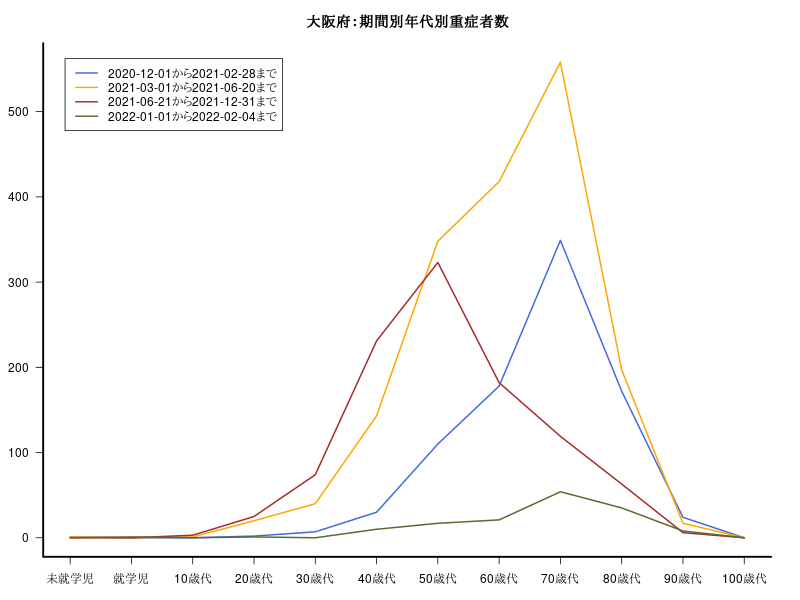 大阪府：期間別年代別重症者数
2020-12-01から2021-02-28まで
2021-03-01から2021-06-20まで
2021-06-21から2021-12-31まで
2022-01-01から2022-02-04まで
500
400
300
200
100
0
未就学児 就学児 10歳代 20歳代 30歳代 40歳代 50歳代 60歳代 70歳代 80歳代 90歳代 100歳代